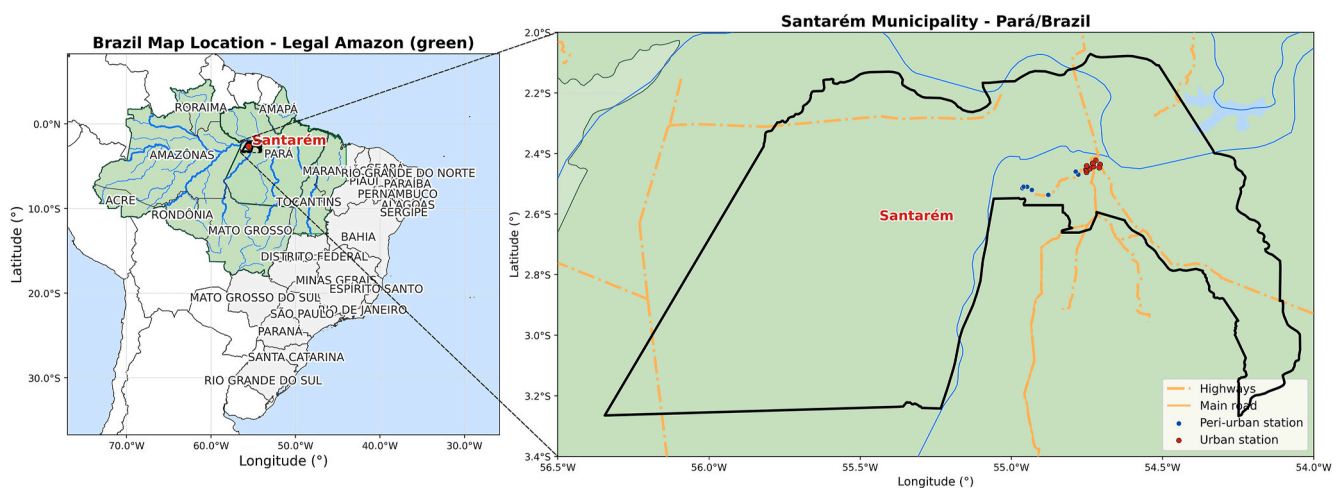 Brazil Map Location - Legal Amazon (green)
RORAIMA
AMAPÁ
0.0°N
Santarém
AMAZÔNAS
PARÁ
CEARÁ
MARAN
RIO GRANDE DO NORTE
PIAUÍ
PARAÍBA
PERNAMBUCO
ACRE
TOCANTINS
ALAGOAS
10.0°S
RONDÔNIA
SERGIPE
MATO GROSSO
BAHIA
Latitude (°)
DISTRITO FEDERAL
MINAS GERAIS
ESPÍRITO SANTO
20.0°S
MATO GROSSO DO SUL
SÃO PAULO
RIO DE JANEIRO
PARANÁ
SANTA CATARINA
30.0°S
RIO GRANDE DO SUL
70.0°W 60.0°W 50.0°W 40.0°W 30.0°W
Longitude (°)
Santarém Municipality - Pará/Brazil
2.0°S
2.2°S
2.4°S
2.6°S
2.8°S
3.0°S
3.2°S
3.4°S
Latitude (°)
Santarém
Highways
Main road
Peri-urban station
Urban station
56.5°W 56.0°W 55.5°W 55.0°W 54.5°W 54.0°W
Longitude (°)